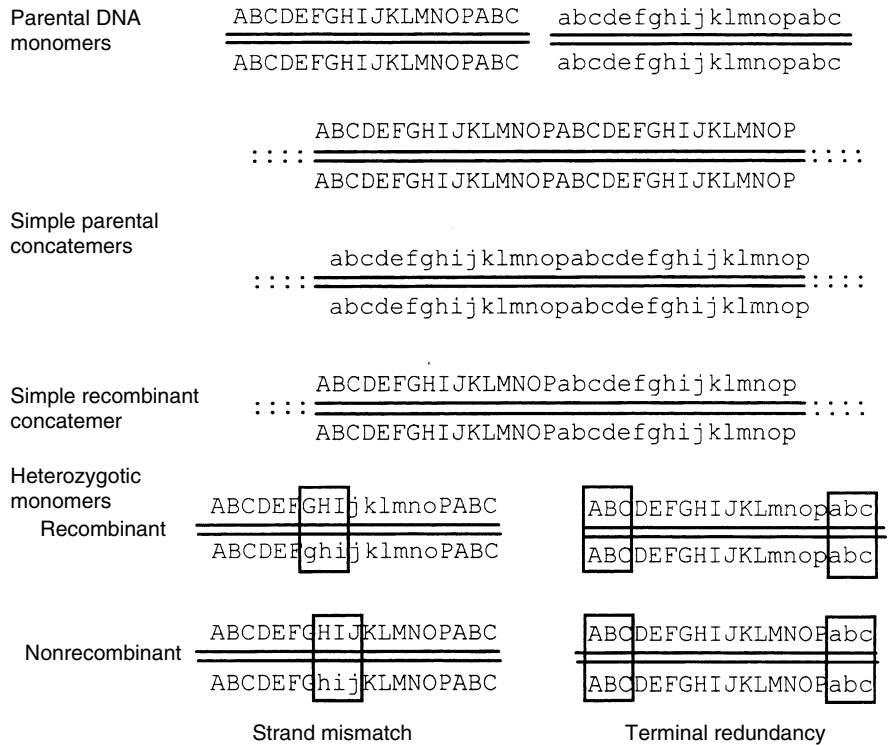 Parental DNA
monomers
ABCDEFGHIJKLMNOPABC
abcdefghijklmnopabc
ABCDEFGHIJKLMNOPABC
abcdefghijklmnopabc
ABCDEFGHIJKLMNOPABCDEFGHIJKLMNOP
ABCDEFGHIJKLMNOPABCDEFGHIJKLMNOP
Simple parental
concatemers
abcdefghijklmnopabcdefghijklmnop
abcdefghijklmnopabcdefghijklmnop
Simple recombinant
concatemer
ABCDEFGHIJKLMNOPabcdefghijklmnop
ABCDEFGHIJKLMNOPabcdefghijklmnop
Heterozygotic
monomers
Recombinant
ABCDEFGHIjklmnoPABC
ABCDEFghijklmnoPABC
ABCDEFGHIJKLmnopabc
ABCDEFGHIJKLmnopabc
Nonrecombinant
ABCDEFGHIJKLMNOPABC
ABCDEFGhijKLMNOPABC
ABCDEFGHIJKLMNOPabc
ABCDEFGHIJKLMNOPabc
Strand mismatch
Terminal redundancy